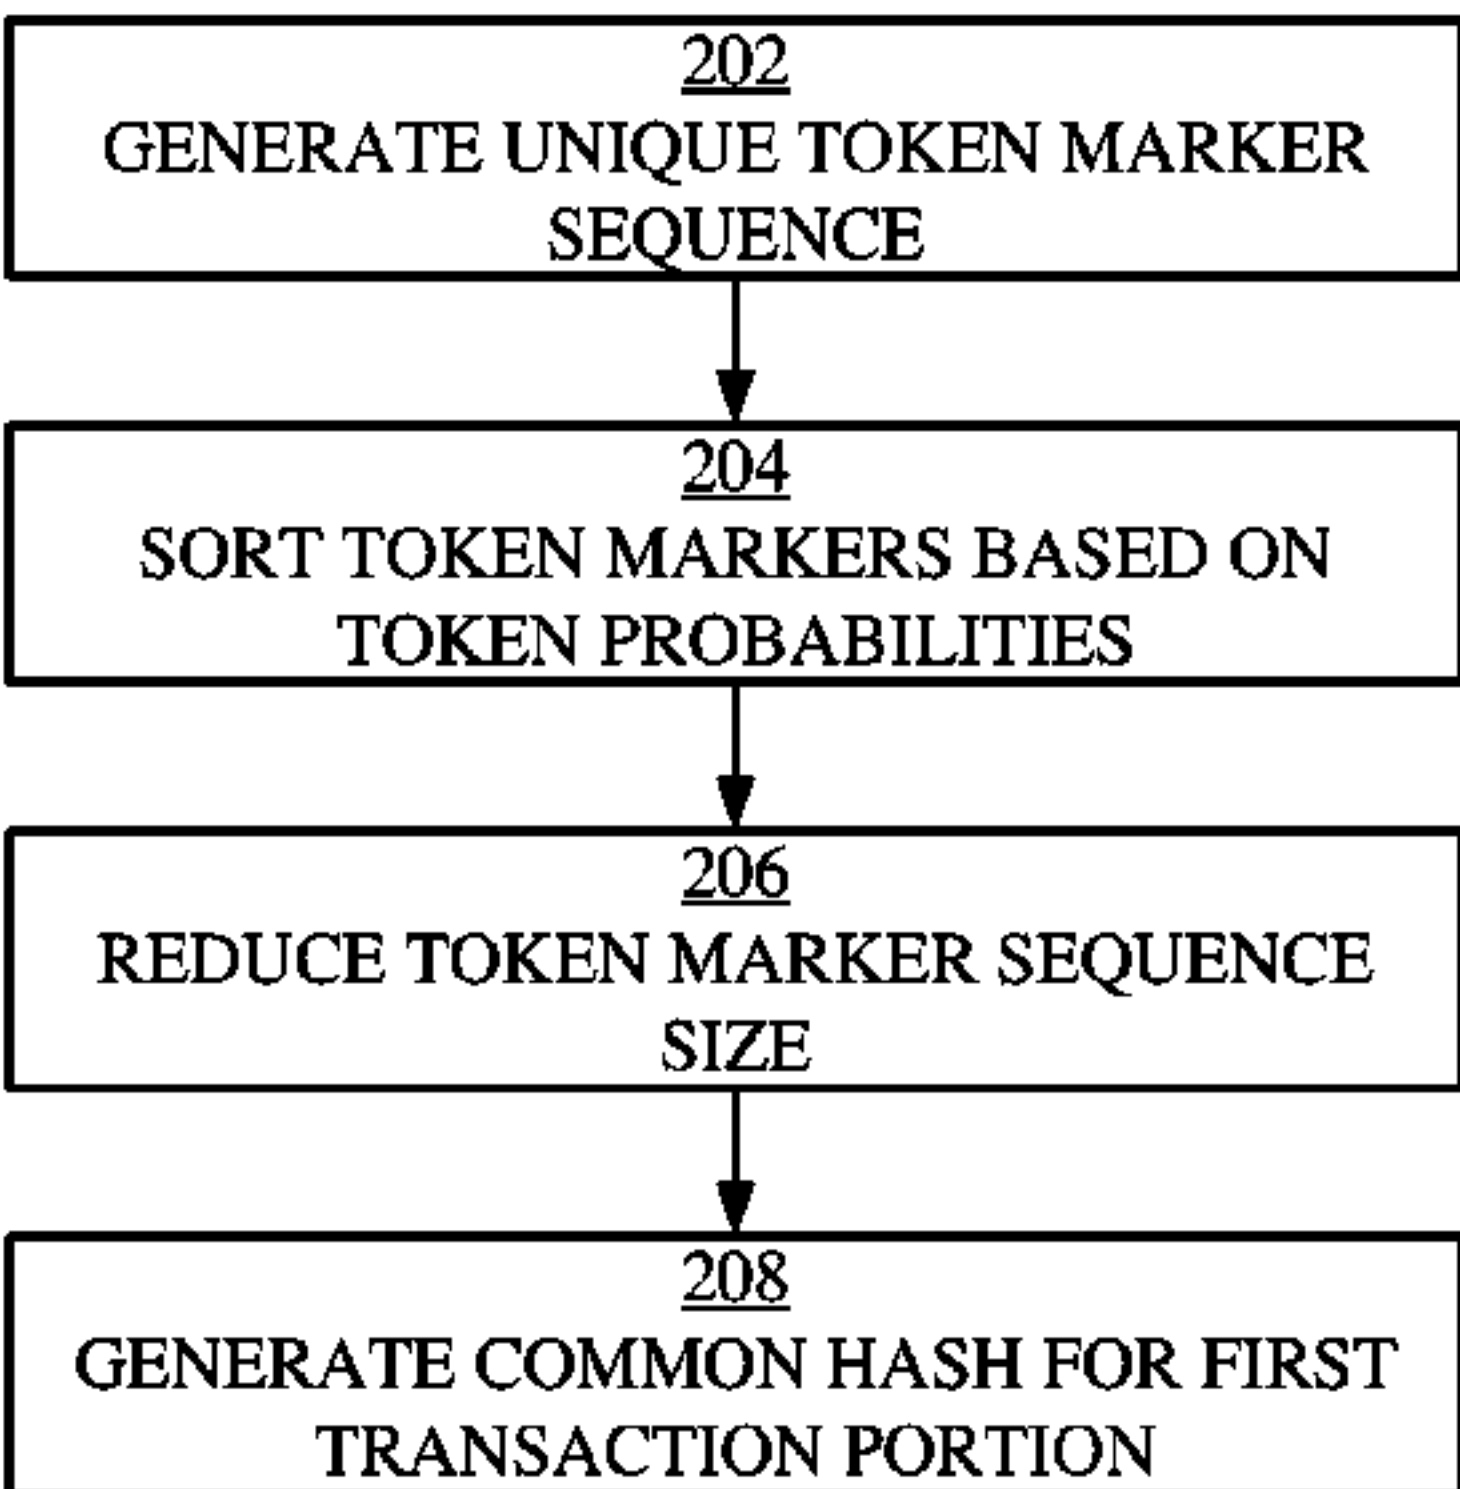 202
GENERATE UNIQUE TOKEN MARKER
SEQUENCE
204
SORT TOKEN MARKERS BASED ON
TOKEN PROBABILITIES
206
REDUCE TOKEN MARKER SEQUENCE
SIZE
208
GENERATE COMMON HASH FOR FIRST
TRANSACTION PORTION